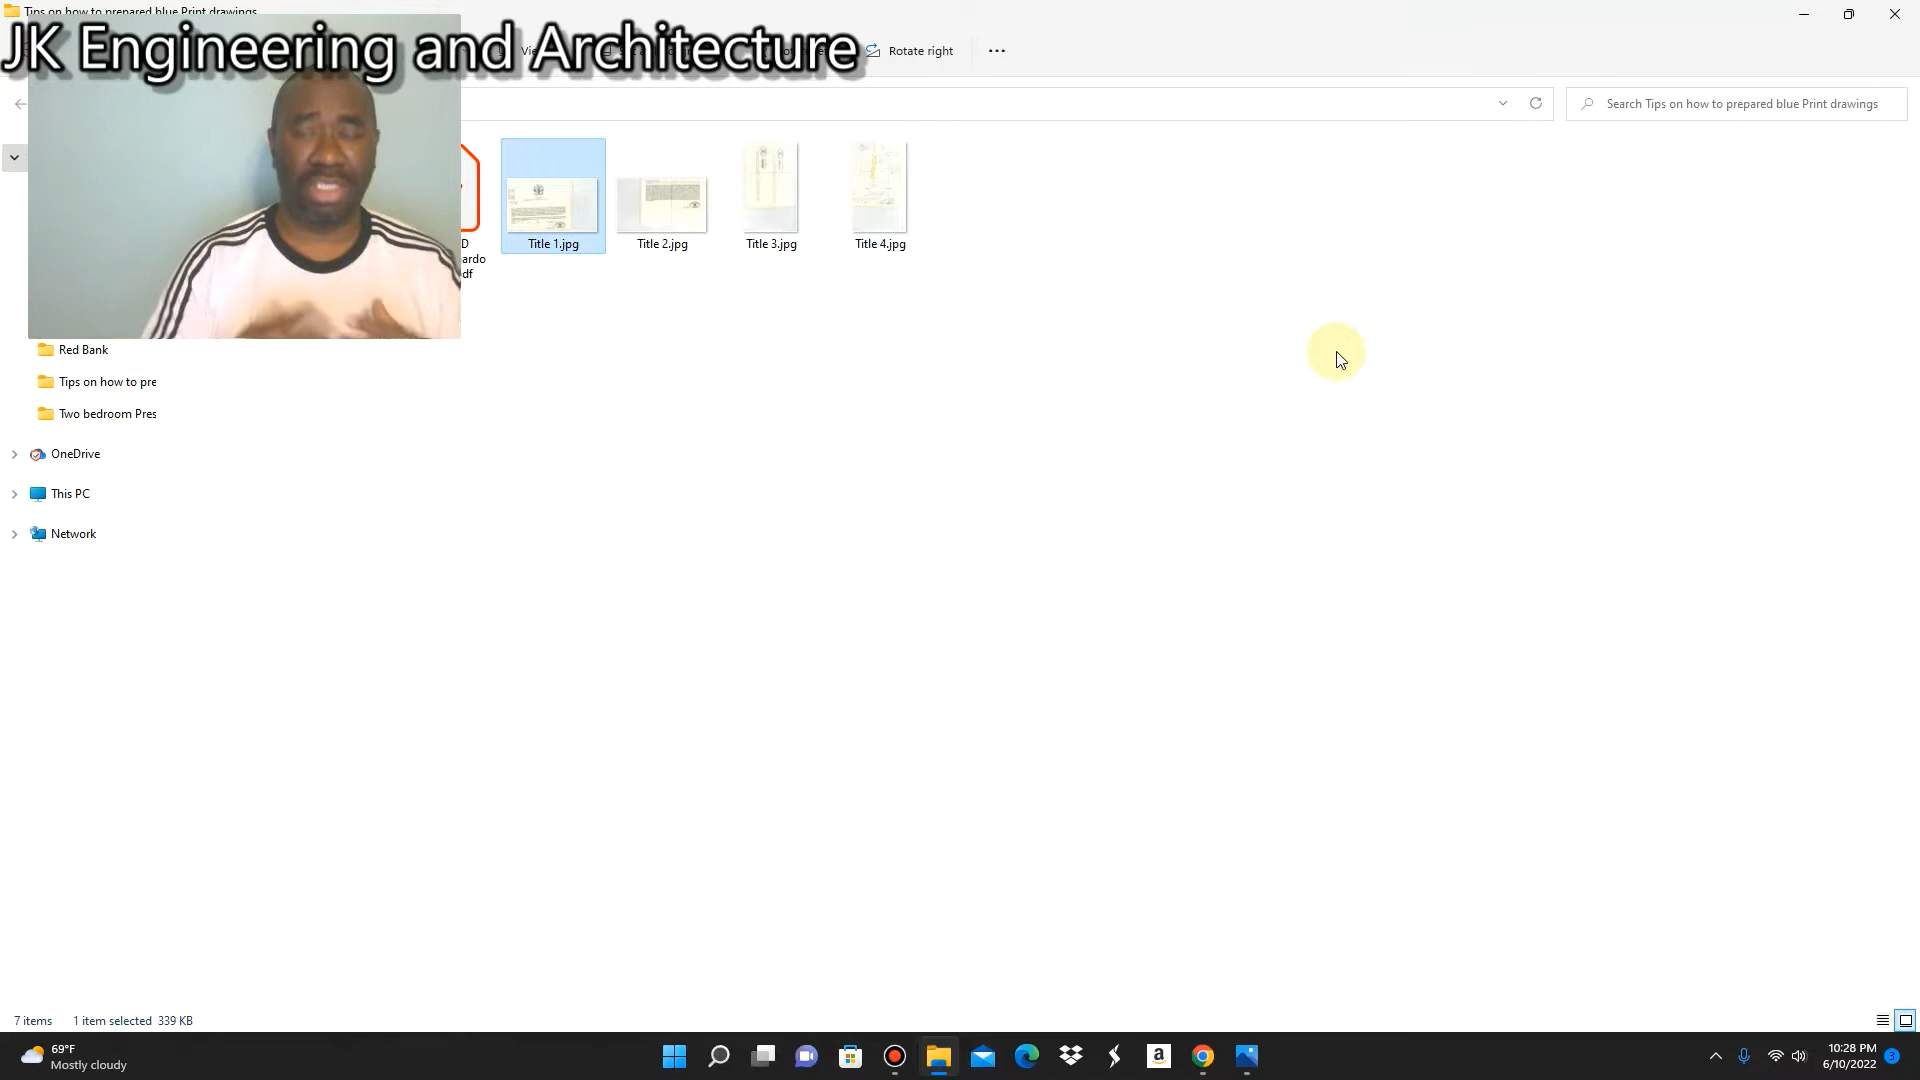 Tips on how to prepared blue Print drawings
JK Engineering and Architecture
Rotate right
Search Tips on how to prepared blue Print drawings
D
ardo
df
Title 1.jpg
Title 2.jpg
Title 3.jpg
Title 4.jpg
Red Bank
Tips on how to pre
Two bedroom Pres
OneDrive
This PC
Network
7 items 1 item selected 339 KB
69°F
Mostly cloudy
a
10:28 PM
6/10/2022
3